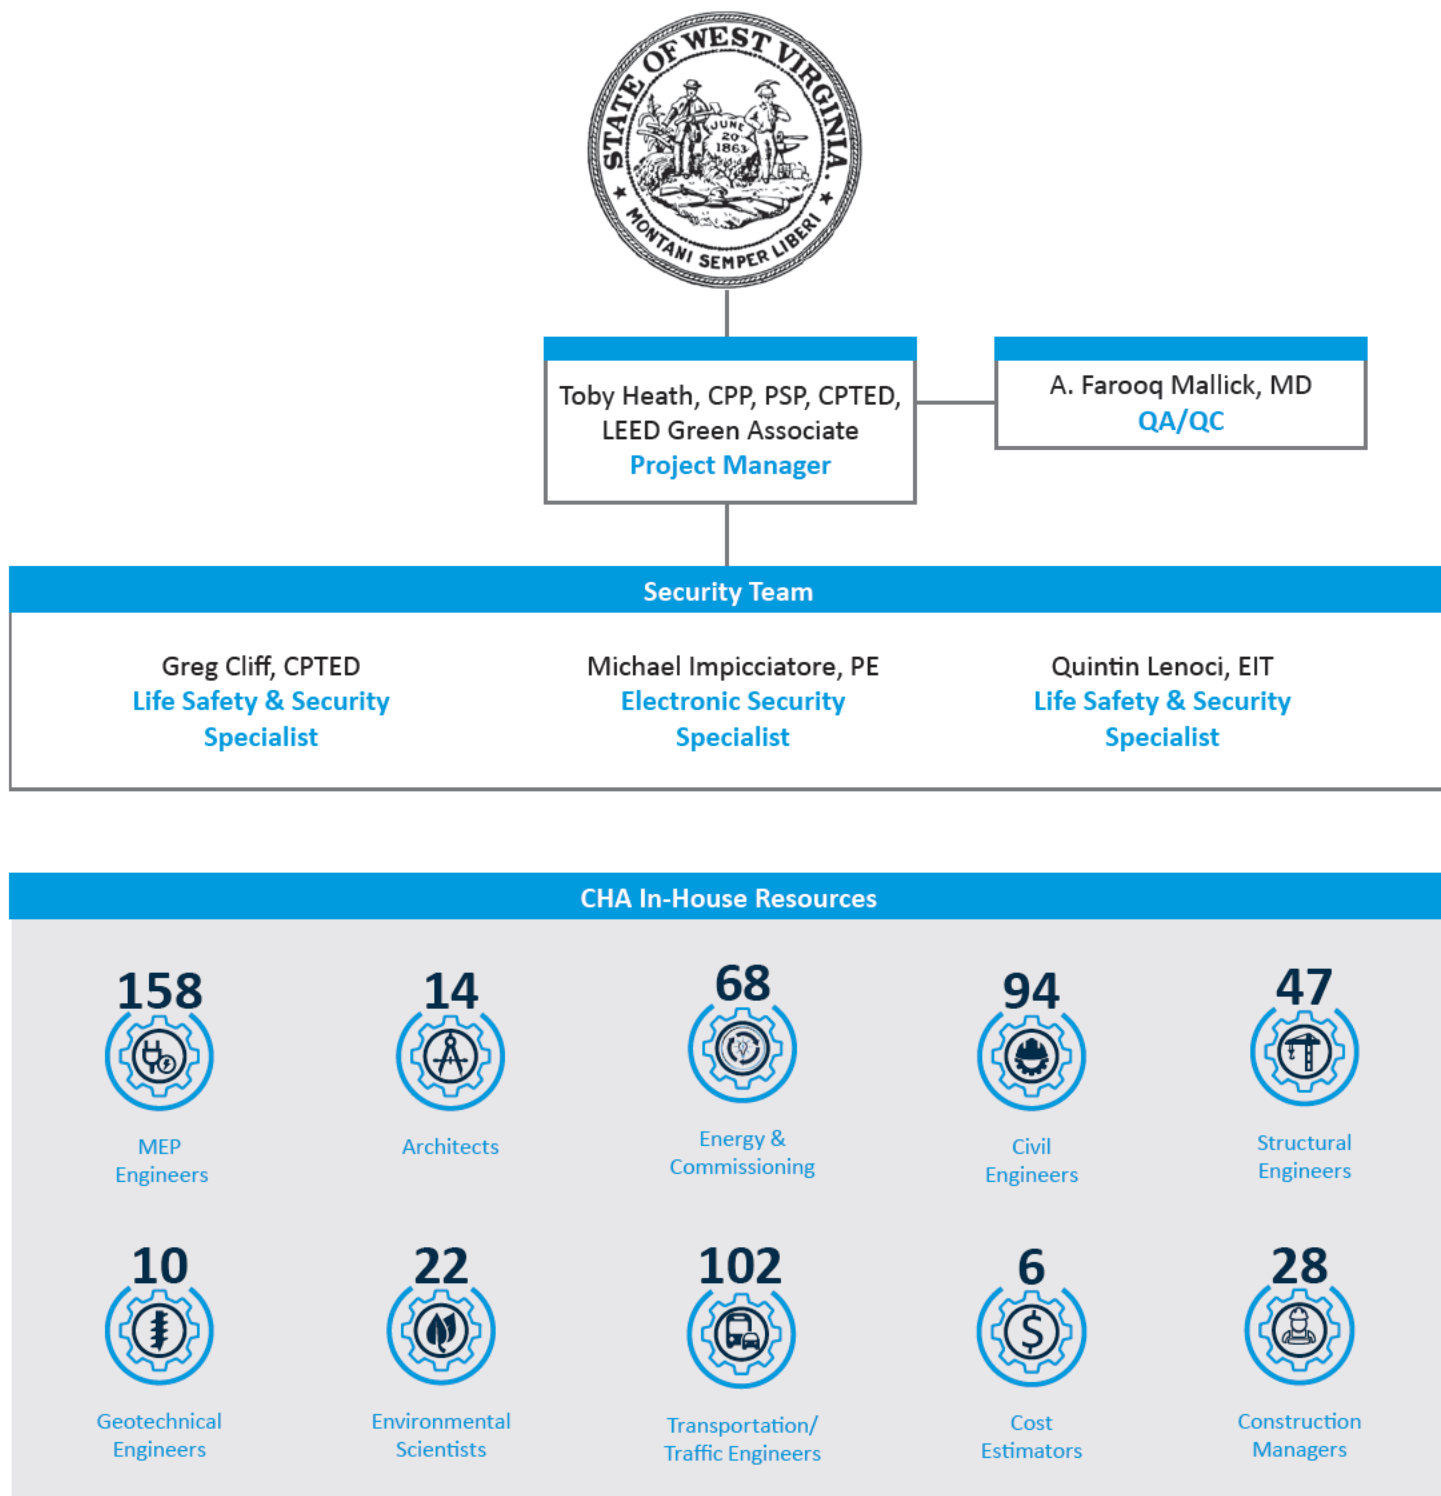 STATE OF WEST VIRGINIA.
JUNE
20
1863
MONTANI SEMPER LIBERI
Toby Heath, CPP, PSP, CPTED,
LEED Green Associate
Project Manager
A. Farooq Mallick, MD
QA/QC
Security Team
Greg Cliff, CPTED
Life Safety & Security
Specialist
Michael Impicciatore, PE
Electronic Security
Specialist
Quintin Lenoci, EIT
Life Safety & Security
Specialist
CHA In-House Resources
158
MEP
Engineers
14
Architects
68
Energy &
Commissioning
94
Civil
Engineers
47
Structural
Engineers
10
Geotechnical
Engineers
22
Environmental
Scientists
102
Transportation/
Traffic Engineers
6
$
Cost
Estimators
28
Construction
Managers